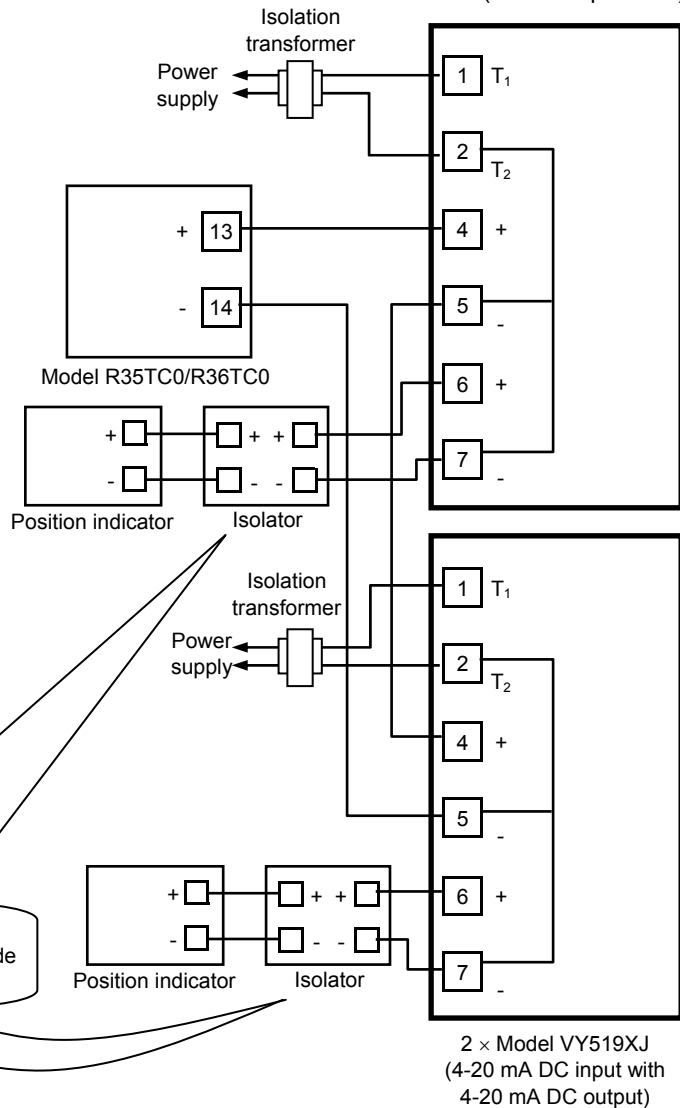 Isolation
transformer
Power
supply
1 T₁
2 T₂
+ 13
4 +
- 14
5 -
Model R35TC0/R36TC0
6 +
+ + +
- - -
7 -
Position indicator Isolator
Isolation
transformer
Power
supply
1 T₁
2 T₂
4 +
5 -
+ + +
6 +
- - -
7 -
Position indicator Isolator
2 × Model VY519XJ
(4-20 mA DC input with
4-20 mA DC output)